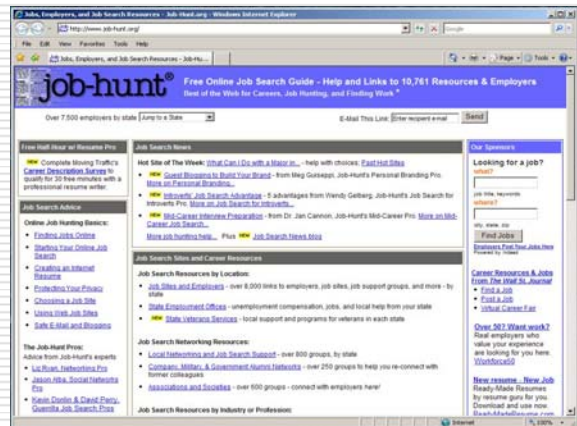 Jobs, Employers, and Job Search Resources - Job-Hunt.org - Windows Internet Explorer
http://www.job-hunt.org/
Google
File Edit View Favorites Tools Help
Jobs, Employers, and Job Search Resources - Job-Hu...
Page Tools
job-hunt®
Free Online Job Search Guide - Help and Links to 10,761 Resources & Employers
Best of the Web for Careers, Job Hunting, and Finding Work
Over 7,500 employers by state Jump to a State
E-Mail This Link: Enter recipient e-mail Send
Free Half Hour w/ Resume Pro
NEW Complete Moving Traffic's
Career Description Survey to
qualify for 30 free minutes with a
professional resume writer.
Job Search Advice
Online Job Hunting Basics:
Finding Jobs Online
Starting Your Online Job
Search
Creating an Internet
Resume
Protecting Your Privacy
Choosing a Job Site
Using Web Job Sites
Safe E-Mail and Blogging
The Job-Hunt Pros:
Advice from Job-Hunt's experts
Liz Ryan, Networking Pro
Jason Alba, Social Networks
Pro
Kevin Donlin & David Perry,
Guerrilla Job Search Pros
Job Search News
Hot Site of The Week: What Can I Do with a Major in... - help with choices: Past Hot Sites
NEW Guest Blogging to Build Your Brand - from Meg Guiseppi, Job-Hunt's Personal Branding Pro.
More on Personal Branding...
NEW Introverts' Job Search Advantage - 5 advantages from Wendy Gelberg, Job-Hunt's Job Search for
Introverts Pro. More on Job Search for Introverts...
NEW Mid-Career Interview Preparation - from Dr. Jan Cannon, Job-Hunt's Mid-Career Pro. More on Mid-
Career Job Search...
More job hunting help... Plus NEW Job Search News blog
Job Search Sites and Career Resources
Job Search Resources by Location:
Job Sites and Employers - over 8,000 links to employers, job sites, job support groups, and more - by
state
State Employment Offices - unemployment compensation, jobs, and local help from your state
NEW State Veterans Services - local support and programs for veterans in each state
Job Search Networking Resources:
Local Networking and Job Search Support - over 800 groups, by state
Company, Military, & Government Alumni Networks - over 250 groups to help you re-connect with
former colleagues
Associations and Societies - over 600 groups - connect with employers here!
Job Search Resources by Industry or Profession:
Our Sponsors
Looking for a job?
what?
job title, keywords
where?
city, state, zip
Find Jobs
Employers Post Your Jobs Here
Powered by Indeed
Career Resources & Jobs
From The Wall St. Journal
Find a Job
Post a Job
Virtual Career Fair
Over 50? Want work?
Real employers who
value your experience
are looking for you here.
Workforce50
New resume - New Job
Ready-Made Resumes
by resume guru for you.
Download and use now.
ReadyMadeResume.com
Internet 100%